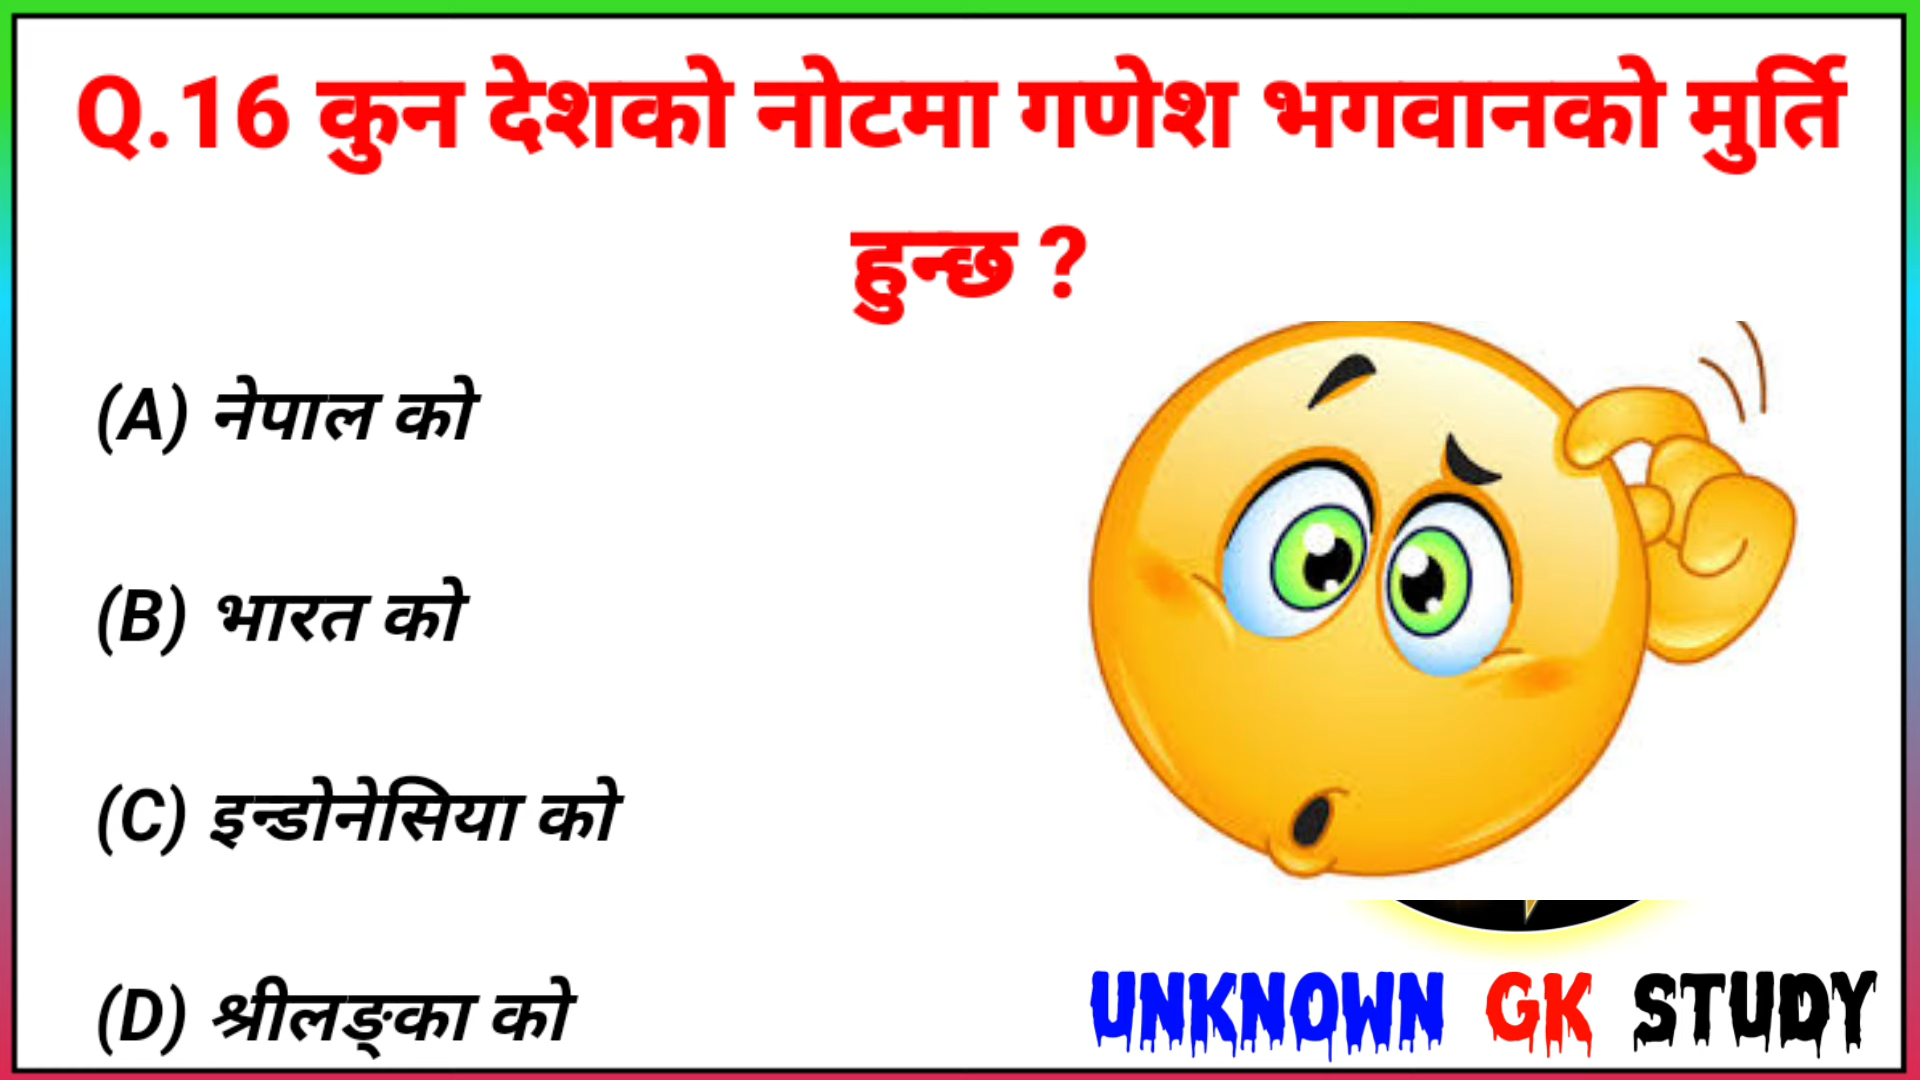 Q.16 कुन देशको नोटमा गणेश भगवानको मुर्ति
हुन्छ ?
(A) नेपाल को
(B) भारत को
(C) इन्डोनेसिया को
(D) श्रीलङ्का को
UNKNOWN GK STUDY